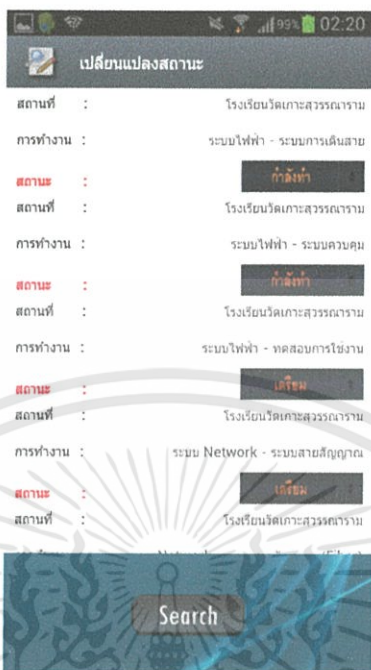 99% 02:20
เปลี่ยนแปลงสถานะ
สถานที่ : โรงเรียนวัดเกาะสุวรรณาราม
การทำงาน : ระบบไฟฟ้า - ระบบการเดินสาย
สถานะ : กำลังทำ
สถานที่ : โรงเรียนวัดเกาะสุวรรณาราม
การทำงาน : ระบบไฟฟ้า - ระบบควบคุม
สถานะ : กำลังทำ
สถานที่ : โรงเรียนวัดเกาะสุวรรณาราม
การทำงาน : ระบบไฟฟ้า - ทดสอบการใช้งาน
สถานะ : เตรียม
สถานที่ : โรงเรียนวัดเกาะสุวรรณาราม
การทำงาน : ระบบ Network - ระบบสายสัญญาณ
สถานะ : เตรียม
สถานที่ : โรงเรียนวัดเกาะสุวรรณาราม
Search